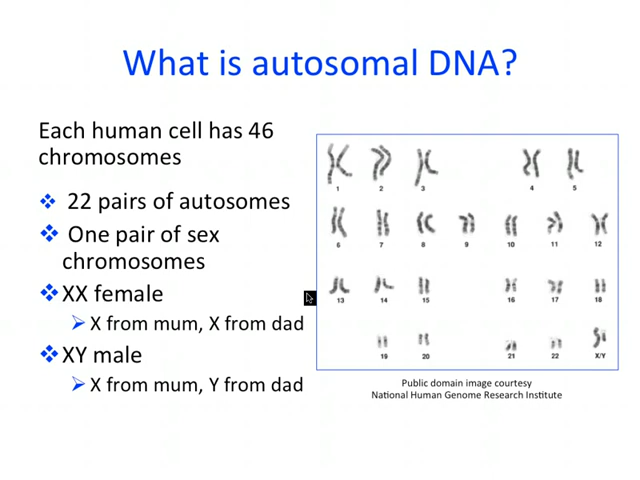 What is autosomal DNA?
Each human cell has 46
chromosomes
22 pairs of autosomes
One pair of sex
chromosomes
XX female
X from mum, X from dad
XY male
X from mum, Y from dad
1 2 3 4 5
6 7 8 9 10 11 12
13 14 15 16 17 18
19 20 21 22 X/Y
Public domain image courtesy
National Human Genome Research Institute